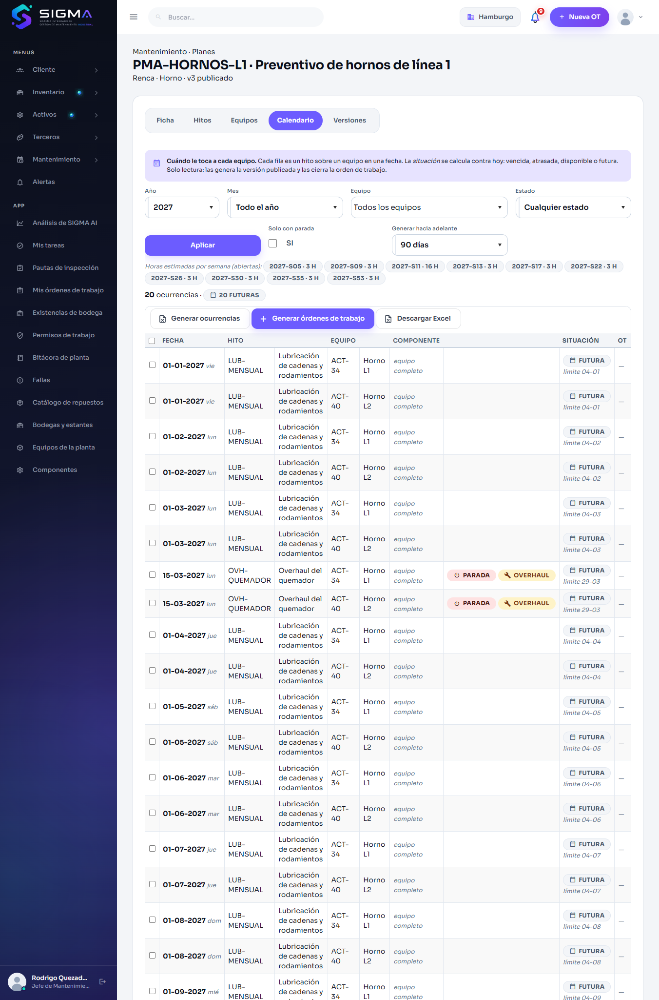 SIGMA
SISTEMA INTEGRADO DE
GESTIÓN DE MANTENIMIENTO INDUSTRIAL
Buscar...
Hamburgo
9
+ Nueva OT
MENUS
Cliente
Inventario
Activos
Terceros
Mantenimiento
Alertas
APP
Análisis de SIGMA AI
Mis tareas
Pautas de inspección
Mis órdenes de trabajo
Existencias de bodega
Permisos de trabajo
Bitácora de planta
Fallas
Catálogo de repuestos
Bodegas y estantes
Equipos de la planta
Componentes
Rodrigo Quezad...
Jefe de Mantenimie...
Mantenimiento · Planes
PMA-HORNOS-L1 · Preventivo de hornos de línea 1
Renca · Horno · v3 publicado
Ficha Hitos Equipos Calendario Versiones
Cuándo le toca a cada equipo. Cada fila es un hito sobre un equipo en una fecha. La situación se calcula contra hoy: vencida, atrasada, disponible o futura.
Solo lectura: las genera la versión publicada y las cierra la orden de trabajo.
Año Mes Equipo Estado
2027 Todo el año Todos los equipos Cualquier estado
Solo con parada Generar hacia adelante
Aplicar SI 90 días
Horas estimadas por semana (abiertas): 2027-S05 · 3 H 2027-S09 · 3 H 2027-S11 · 16 H 2027-S13 · 3 H 2027-S17 · 3 H 2027-S22 · 3 H
2027-S26 · 3 H 2027-S30 · 3 H 2027-S35 · 3 H 2027-S53 · 3 H
20 ocurrencias · 20 FUTURAS
Generar ocurrencias + Generar órdenes de trabajo Descargar Excel
FECHA HITO EQUIPO COMPONENTE SITUACIÓN OT
01-01-2027 vie LUB-MENSUAL Lubricación de cadenas y rodamientos ACT-34 Horno L1 equipo completo FUTURA límite 04-01 —
01-01-2027 vie LUB-MENSUAL Lubricación de cadenas y rodamientos ACT-40 Horno L2 equipo completo FUTURA límite 04-01 —
01-02-2027 lun LUB-MENSUAL Lubricación de cadenas y rodamientos ACT-34 Horno L1 equipo completo FUTURA límite 04-02 —
01-02-2027 lun LUB-MENSUAL Lubricación de cadenas y rodamientos ACT-40 Horno L2 equipo completo FUTURA límite 04-02 —
01-03-2027 lun LUB-MENSUAL Lubricación de cadenas y rodamientos ACT-34 Horno L1 equipo completo FUTURA límite 04-03 —
01-03-2027 lun LUB-MENSUAL Lubricación de cadenas y rodamientos ACT-40 Horno L2 equipo completo FUTURA límite 04-03 —
15-03-2027 lun OVH-QUEMADOR Overhaul del quemador ACT-34 Horno L1 equipo completo PARADA OVERHAUL FUTURA límite 29-03 —
15-03-2027 lun OVH-QUEMADOR Overhaul del quemador ACT-40 Horno L2 equipo completo PARADA OVERHAUL FUTURA límite 29-03 —
01-04-2027 jue LUB-MENSUAL Lubricación de cadenas y rodamientos ACT-34 Horno L1 equipo completo FUTURA límite 04-04 —
01-04-2027 jue LUB-MENSUAL Lubricación de cadenas y rodamientos ACT-40 Horno L2 equipo completo FUTURA límite 04-04 —
01-05-2027 sáb LUB-MENSUAL Lubricación de cadenas y rodamientos ACT-34 Horno L1 equipo completo FUTURA límite 04-05 —
01-05-2027 sáb LUB-MENSUAL Lubricación de cadenas y rodamientos ACT-40 Horno L2 equipo completo FUTURA límite 04-05 —
01-06-2027 mar LUB-MENSUAL Lubricación de cadenas y rodamientos ACT-34 Horno L1 equipo completo FUTURA límite 04-06 —
01-06-2027 mar LUB-MENSUAL Lubricación de cadenas y rodamientos ACT-40 Horno L2 equipo completo FUTURA límite 04-06 —
01-07-2027 jue LUB-MENSUAL Lubricación de cadenas y rodamientos ACT-34 Horno L1 equipo completo FUTURA límite 04-07 —
01-07-2027 jue LUB-MENSUAL Lubricación de cadenas y rodamientos ACT-40 Horno L2 equipo completo FUTURA límite 04-07 —
01-08-2027 dom LUB-MENSUAL Lubricación de cadenas y rodamientos ACT-34 Horno L1 equipo completo FUTURA límite 04-08 —
01-08-2027 dom LUB-MENSUAL Lubricación de cadenas y rodamientos ACT-40 Horno L2 equipo completo FUTURA límite 04-08 —
01-09-2027 mié LUB-MENSUAL Lubricación de cadenas y rodamientos ACT-34 Horno L1 equipo completo FUTURA límite 04-09 —